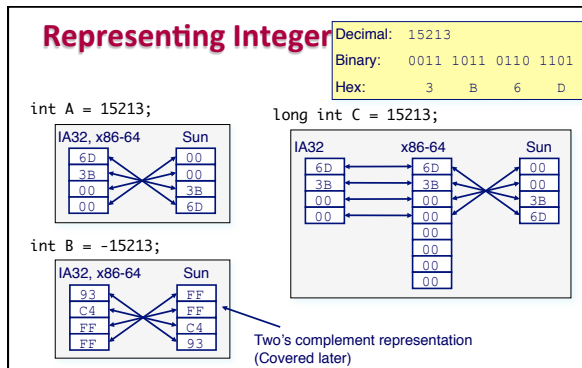 Representing Integer
Decimal: 15213
Binary: 0011 1011 0110 1101
Hex: 3 B 6 D
int A = 15213;
IA32, x86-64 Sun
6D 00
3B 00
00 3B
00 6D
long int C = 15213;
IA32 x86-64 Sun
6D 6D 00
3B 3B 00
00 00 3B
00 00 6D
00
00
00
00
int B = -15213;
IA32, x86-64 Sun
93 FF
C4 FF
FF C4
FF 93
Two's complement representation
(Covered later)